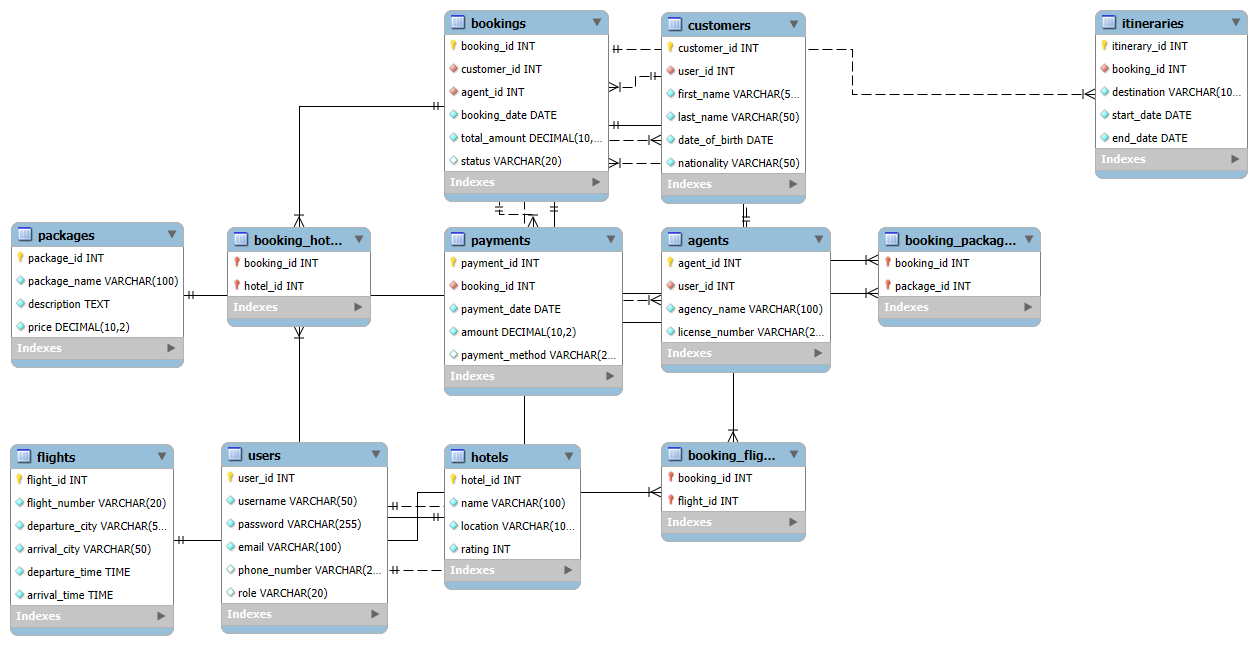 bookings
booking_id INT
customer_id INT
agent_id INT
booking_date DATE
total_amount DECIMAL(10,...
status VARCHAR(20)
Indexes
customers
customer_id INT
user_id INT
first_name VARCHAR(5...
last_name VARCHAR(50)
date_of_birth DATE
nationality VARCHAR(50)
Indexes
itineraries
itinerary_id INT
booking_id INT
destination VARCHAR(10...
start_date DATE
end_date DATE
Indexes
packages
package_id INT
package_name VARCHAR(100)
description TEXT
price DECIMAL(10,2)
Indexes
booking_hot...
booking_id INT
hotel_id INT
Indexes
payments
payment_id INT
booking_id INT
payment_date DATE
amount DECIMAL(10,2)
payment_method VARCHAR(2...
Indexes
agents
agent_id INT
user_id INT
agency_name VARCHAR(100)
license_number VARCHAR(2...
Indexes
booking_packag...
booking_id INT
package_id INT
Indexes
flights
flight_id INT
flight_number VARCHAR(20)
departure_city VARCHAR(5...
arrival_city VARCHAR(50)
departure_time TIME
arrival_time TIME
Indexes
users
user_id INT
username VARCHAR(50)
password VARCHAR(255)
email VARCHAR(100)
phone_number VARCHAR(2...
role VARCHAR(20)
Indexes
hotels
hotel_id INT
name VARCHAR(100)
location VARCHAR(10...
rating INT
Indexes
booking_flig...
booking_id INT
flight_id INT
Indexes